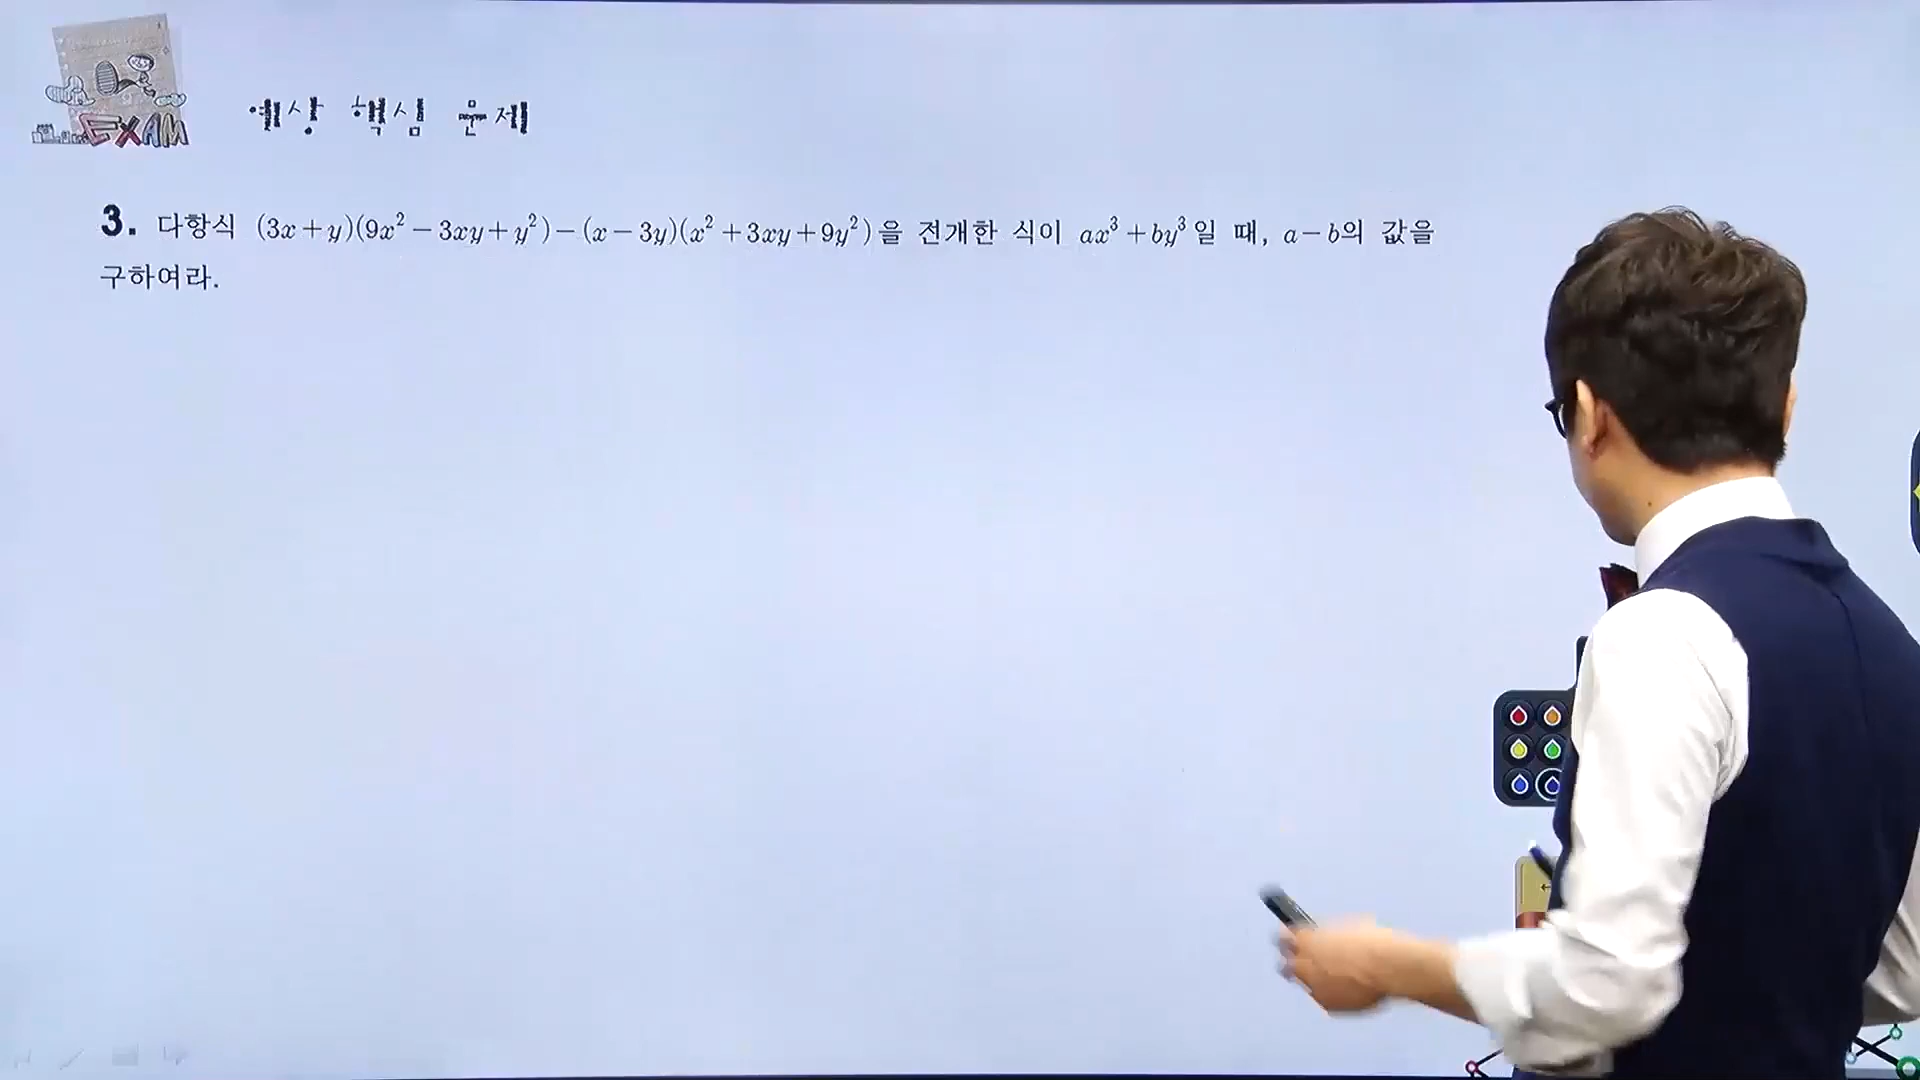 EXAM
예상 핵심 문제
3. 다항식 (3x+y)(9x²−3xy+y²)−(x−3y)(x²+3xy+9y²)을 전개한 식이 ax³+by³일 때, a−b의 값을
구하여라.